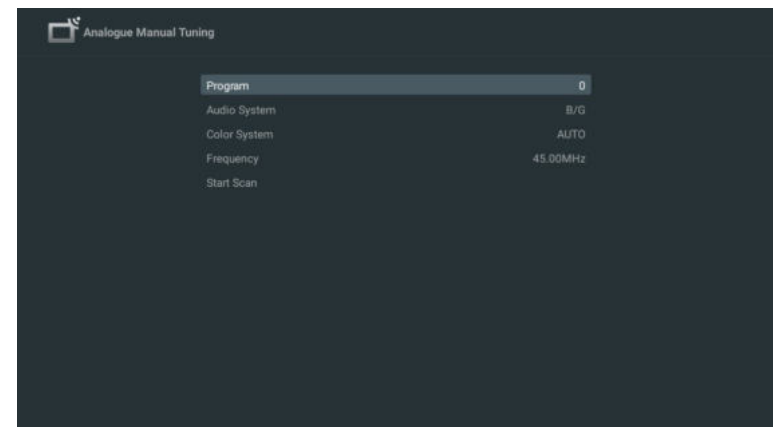 Analogue Manual Tuning
Program 0
Audio System B/G
Color System AUTO
Frequency 45.00MHz
Start Scan